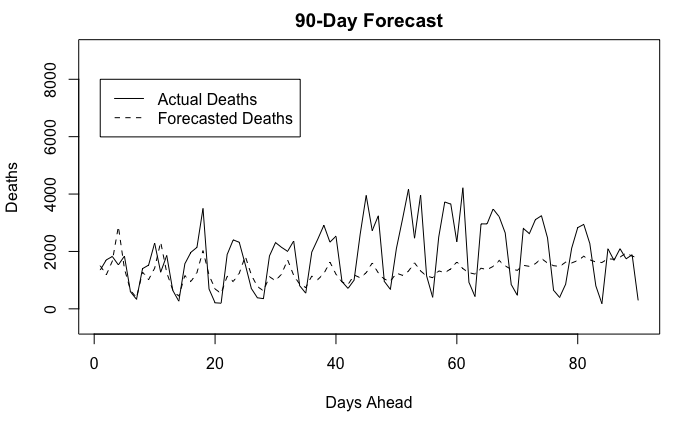 90-Day Forecast
Deaths
8000
6000
4000
2000
0
Actual Deaths
Forecasted Deaths
0 20 40 60 80
Days Ahead